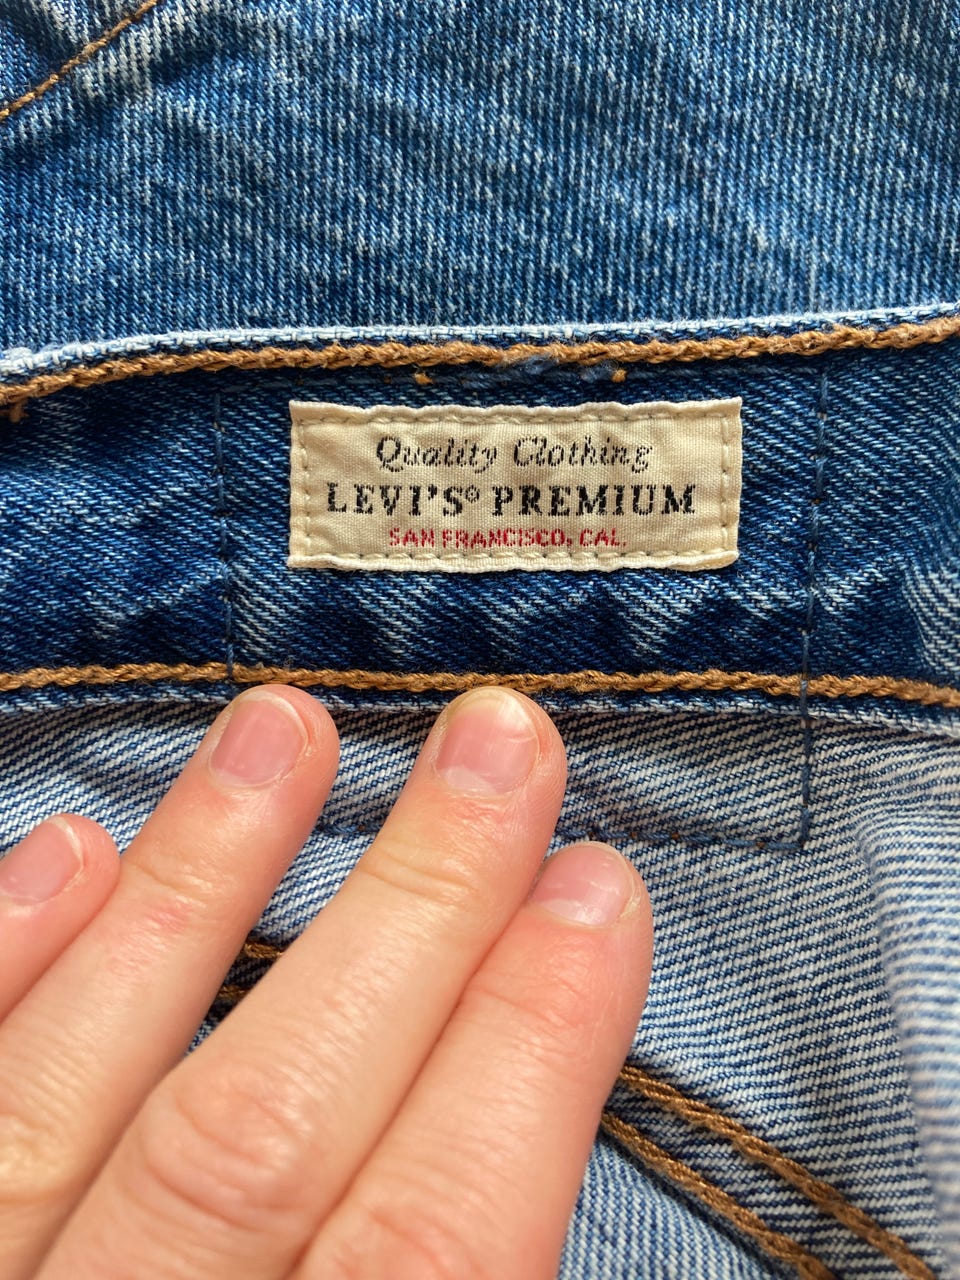 Quality Clothing
LEVI'S® PREMIUM
SAN FRANCISCO, CAL.